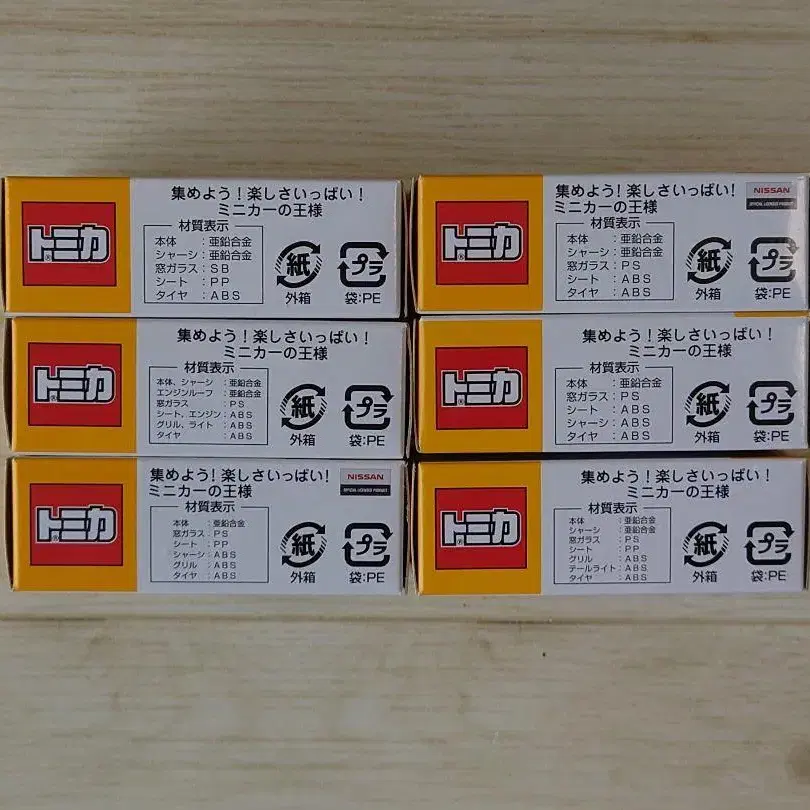 トミカ
集めよう！楽しさいっぱい！
ミニカーの王様
材質表示
本体 ：亜鉛合金
シャーシ：亜鉛合金
窓ガラス：SB
シート ：PP
タイヤ ：ABS
紙
外箱
プラ
袋：PE
トミカ
集めよう！楽しさいっぱい！
ミニカーの王様
NISSAN
OFFICIAL LICENSED PRODUCT
材質表示
本体 ：亜鉛合金
シャーシ：亜鉛合金
窓ガラス：PS
シート ：ABS
タイヤ ：ABS
紙
外箱
プラ
袋：PE
トミカ
集めよう！楽しさいっぱい！
ミニカーの王様
材質表示
本体、シャーシ ：亜鉛合金
エンジンルーフ ：亜鉛合金
窓ガラス ：PS
シート、エンジン：ABS
グリル、ライト ：ABS
タイヤ ：ABS
紙
外箱
プラ
袋：PE
トミカ
集めよう！楽しさいっぱい！
ミニカーの王様
材質表示
本体 ：亜鉛合金
窓ガラス：PS
シート ：ABS
シャーシ：ABS
タイヤ ：ABS
紙
外箱
プラ
袋：PE
トミカ
集めよう！楽しさいっぱい！
ミニカーの王様
NISSAN
OFFICIAL LICENSED PRODUCT
材質表示
本体 ：亜鉛合金
窓ガラス：PS
シート ：PP
シャーシ：ABS
グリル ：ABS
タイヤ ：ABS
紙
外箱
プラ
袋：PE
トミカ
集めよう！楽しさいっぱい！
ミニカーの王様
材質表示
本体 ：亜鉛合金
シャーシ ：亜鉛合金
窓ガラス ：PS
シート ：PP
グリル ：ABS
テールライト：ABS
タイヤ ：ABS
紙
外箱
プラ
袋：PE